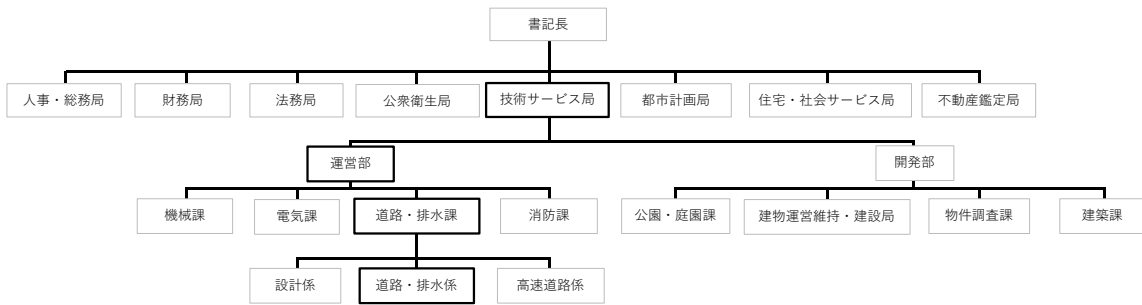 書記長
人事・総務局
財務局
法務局
公衆衛生局
技術サービス局
都市計画局
住宅・社会サービス局
不動産鑑定局
運営部
開発部
機械課
電気課
道路・排水課
消防課
公園・庭園課
建物運営維持・建設局
物件調査課
建築課
設計係
道路・排水係
高速道路係